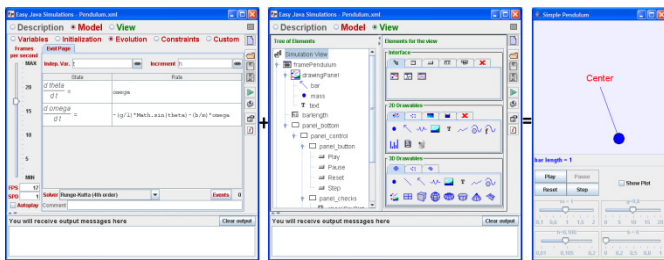 Easy Java Simulations - Pendulum.xml
Description Model View
Variables Initialization Evolution Constraints Custom
Frames per second
MAX
20
15
10
5
MIN
FPS 17
SPD 1
Autoplay
End Page
Indep. Var. t Increment h
State Rate
d theta
d t = omega
d omega
d t = -(g/l)*Math.sin(theta)-(b/m)*omega
Solver Runge-Kutta (4th order) Events 0
Comment
You will receive output messages here Clear output
+
Easy Java Simulations - Pendulum.xml
Description Model View
Tree of Elements
Simulation View
framePendulum
drawingPanel
bar
mass
text
barlength
panel_bottom
panel_control
panel_button
Play
Pause
Reset
Step
panel_checks
Elements for the view
Interface
2D Drawables
3D Drawables
You will receive output messages here Clear output
=
Simple Pendulum
Center
bar length = 1
Play Pause
Reset Step
Show Plot